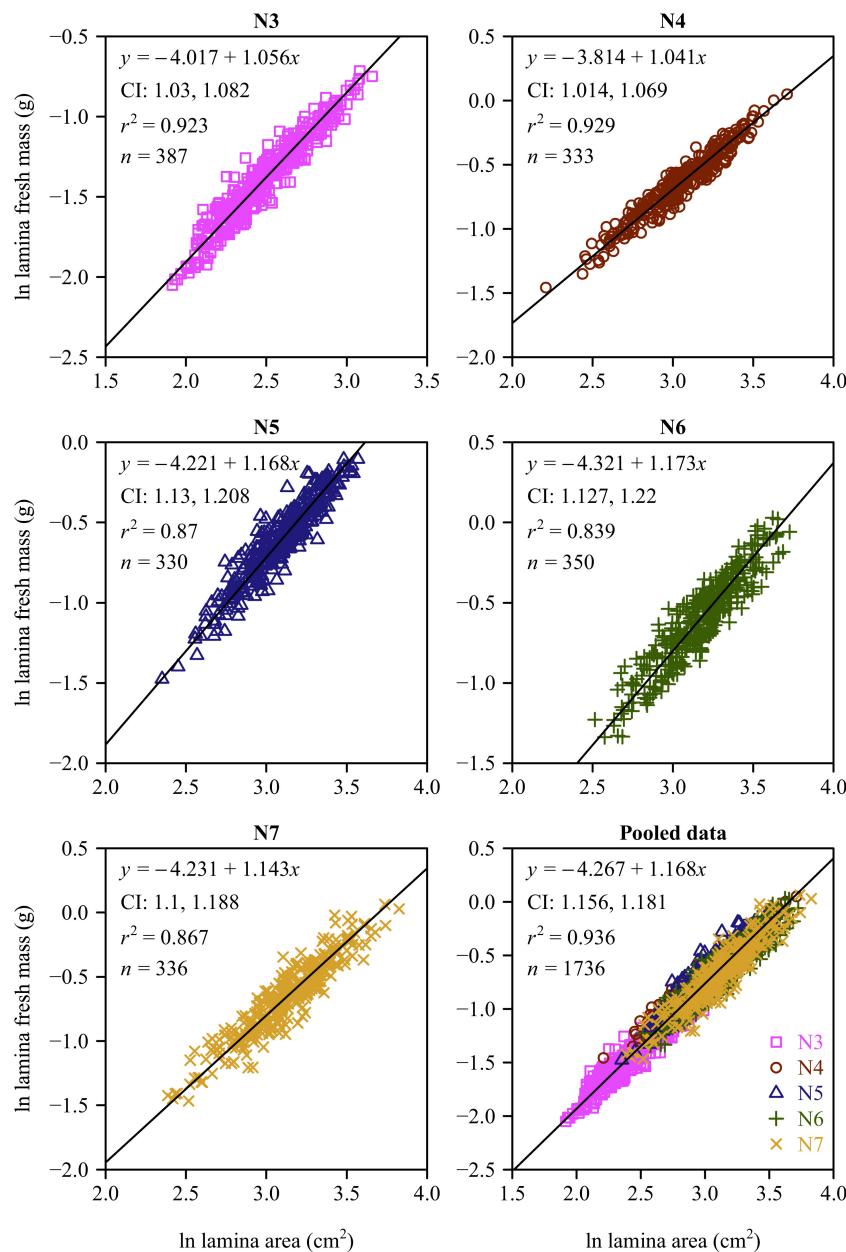 N3
y = −4.017 + 1.056x
CI: 1.03, 1.082
r² = 0.923
n = 387
−0.5
−1.0
−1.5
−2.0
−2.5
1.5 2.0 2.5 3.0 3.5
ln lamina fresh mass (g)
N4
y = −3.814 + 1.041x
CI: 1.014, 1.069
r² = 0.929
n = 333
0.5
0.0
−0.5
−1.0
−1.5
−2.0
2.0 2.5 3.0 3.5 4.0
N5
y = −4.221 + 1.168x
CI: 1.13, 1.208
r² = 0.87
n = 330
0.0
−0.5
−1.0
−1.5
−2.0
2.0 2.5 3.0 3.5 4.0
ln lamina fresh mass (g)
N6
y = −4.321 + 1.173x
CI: 1.127, 1.22
r² = 0.839
n = 350
0.5
0.0
−0.5
−1.0
−1.5
2.0 2.5 3.0 3.5 4.0
N7
y = −4.231 + 1.143x
CI: 1.1, 1.188
r² = 0.867
n = 336
0.5
0.0
−0.5
−1.0
−1.5
−2.0
2.0 2.5 3.0 3.5 4.0
ln lamina fresh mass (g)
ln lamina area (cm²)
Pooled data
y = −4.267 + 1.168x
CI: 1.156, 1.181
r² = 0.936
n = 1736
0.5
0.0
−0.5
−1.0
−1.5
−2.0
−2.5
N3
N4
N5
N6
N7
1.5 2.0 2.5 3.0 3.5 4.0
ln lamina area (cm²)